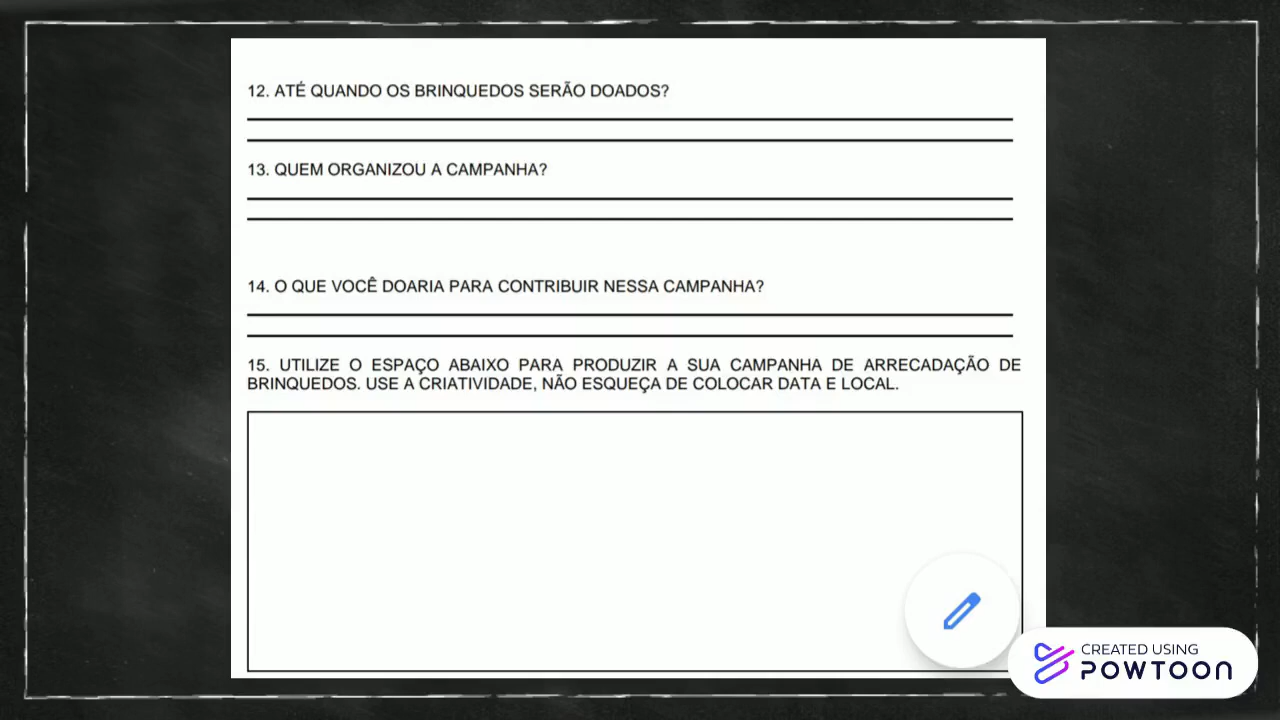 12. ATÉ QUANDO OS BRINQUEDOS SERÃO DOADOS?
13. QUEM ORGANIZOU A CAMPANHA?
14. O QUE VOCÊ DOARIA PARA CONTRIBUIR NESSA CAMPANHA?
15. UTILIZE O ESPAÇO ABAIXO PARA PRODUZIR A SUA CAMPANHA DE ARRECADAÇÃO DE
BRINQUEDOS. USE A CRIATIVIDADE, NÃO ESQUEÇA DE COLOCAR DATA E LOCAL.
CREATED USING
POWTOON